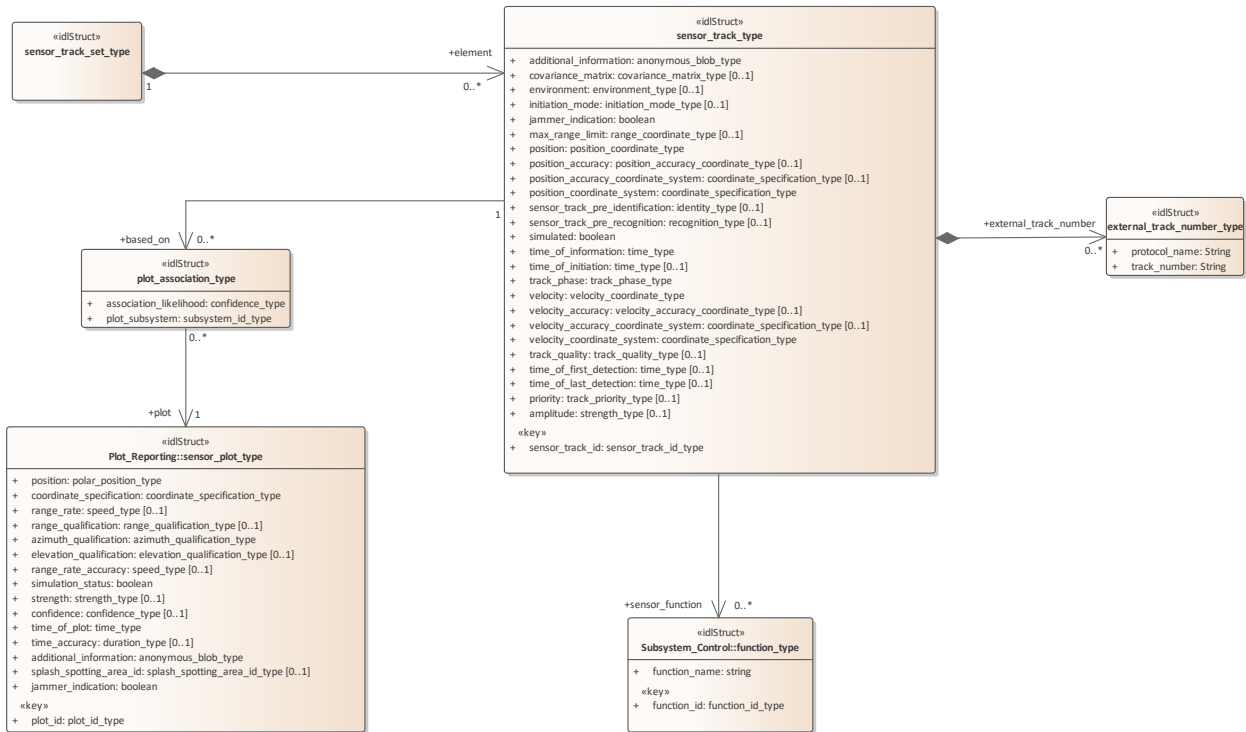 «idlStruct»
sensor_track_set_type
1
+element
0..*
«idlStruct»
sensor_track_type
+ additional_information: anonymous_blob_type
+ covariance_matrix: covariance_matrix_type [0..1]
+ environment: environment_type [0..1]
+ initiation_mode: initiation_mode_type [0..1]
+ jammer_indication: boolean
+ max_range_limit: range_coordinate_type [0..1]
+ position: position_coordinate_type
+ position_accuracy: position_accuracy_coordinate_type [0..1]
+ position_accuracy_coordinate_system: coordinate_specification_type [0..1]
+ position_coordinate_system: coordinate_specification_type
+ sensor_track_pre_identification: identity_type [0..1]
+ sensor_track_pre_recognition: recognition_type [0..1]
+ simulated: boolean
+ time_of_information: time_type
+ time_of_initiation: time_type [0..1]
+ track_phase: track_phase_type
+ velocity: velocity_coordinate_type
+ velocity_accuracy: velocity_accuracy_coordinate_type [0..1]
+ velocity_accuracy_coordinate_system: coordinate_specification_type [0..1]
+ velocity_coordinate_system: coordinate_specification_type
+ track_quality: track_quality_type [0..1]
+ time_of_first_detection: time_type [0..1]
+ time_of_last_detection: time_type [0..1]
+ priority: track_priority_type [0..1]
+ amplitude: strength_type [0..1]
«key»
+ sensor_track_id: sensor_track_id_type
+external_track_number
0..*
«idlStruct»
external_track_number_type
+ protocol_name: String
+ track_number: String
1
+based_on
0..*
«idlStruct»
plot_association_type
+ association_likelihood: confidence_type
+ plot_subsystem: subsystem_id_type
0..*
+plot
1
«idlStruct»
Plot_Reporting::sensor_plot_type
+ position: polar_position_type
+ coordinate_specification: coordinate_specification_type
+ range_rate: speed_type [0..1]
+ range_qualification: range_qualification_type [0..1]
+ azimuth_qualification: azimuth_qualification_type
+ elevation_qualification: elevation_qualification_type [0..1]
+ range_rate_accuracy: speed_type [0..1]
+ simulation_status: boolean
+ strength: strength_type [0..1]
+ confidence: confidence_type [0..1]
+ time_of_plot: time_type
+ time_accuracy: duration_type [0..1]
+ additional_information: anonymous_blob_type
+ splash_spotting_area_id: splash_spotting_area_id_type [0..1]
+ jammer_indication: boolean
«key»
+ plot_id: plot_id_type
+sensor_function
0..*
«idlStruct»
Subsystem_Control::function_type
+ function_name: string
«key»
+ function_id: function_id_type